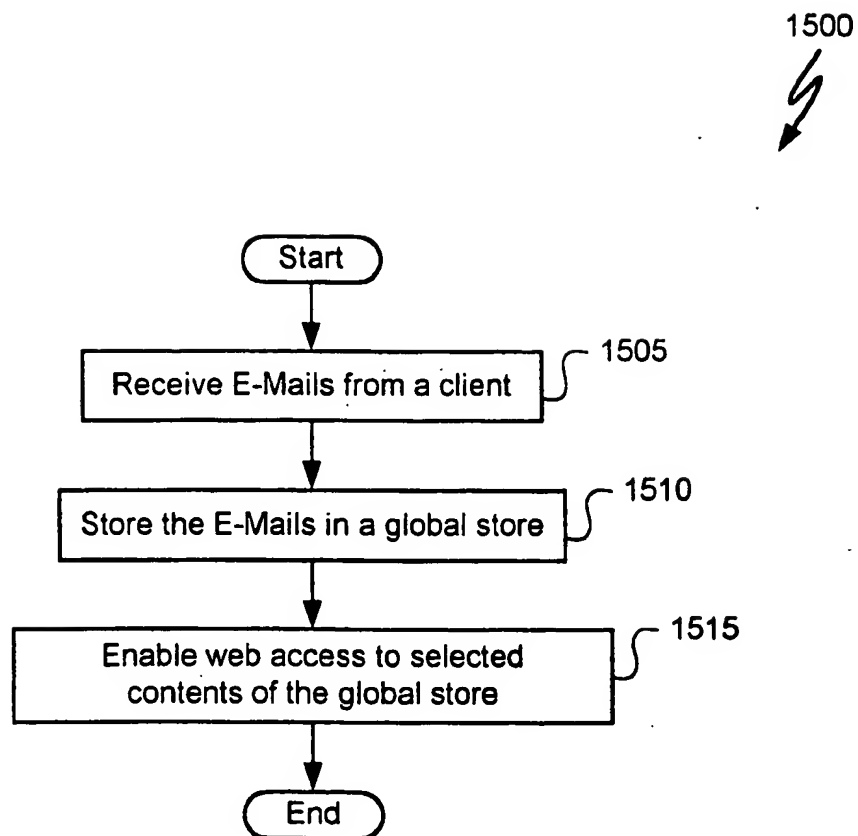 1500
Start
Receive E-Mails from a client
1505
Store the E-Mails in a global store
1510
Enable web access to selected
contents of the global store
1515
End